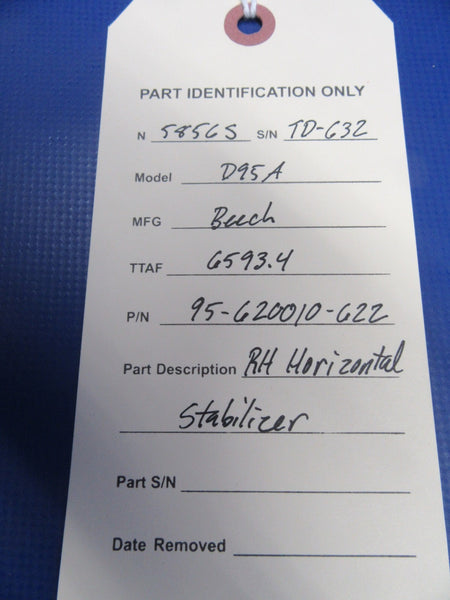 PART IDENTIFICATION ONLY
N 5856S S/N TD-632
Model D95A
MFG Beech
TTAF 6593.4
P/N 95-620010-622
Part Description RH Horizontal
Stabilizer
Part S/N
Date Removed